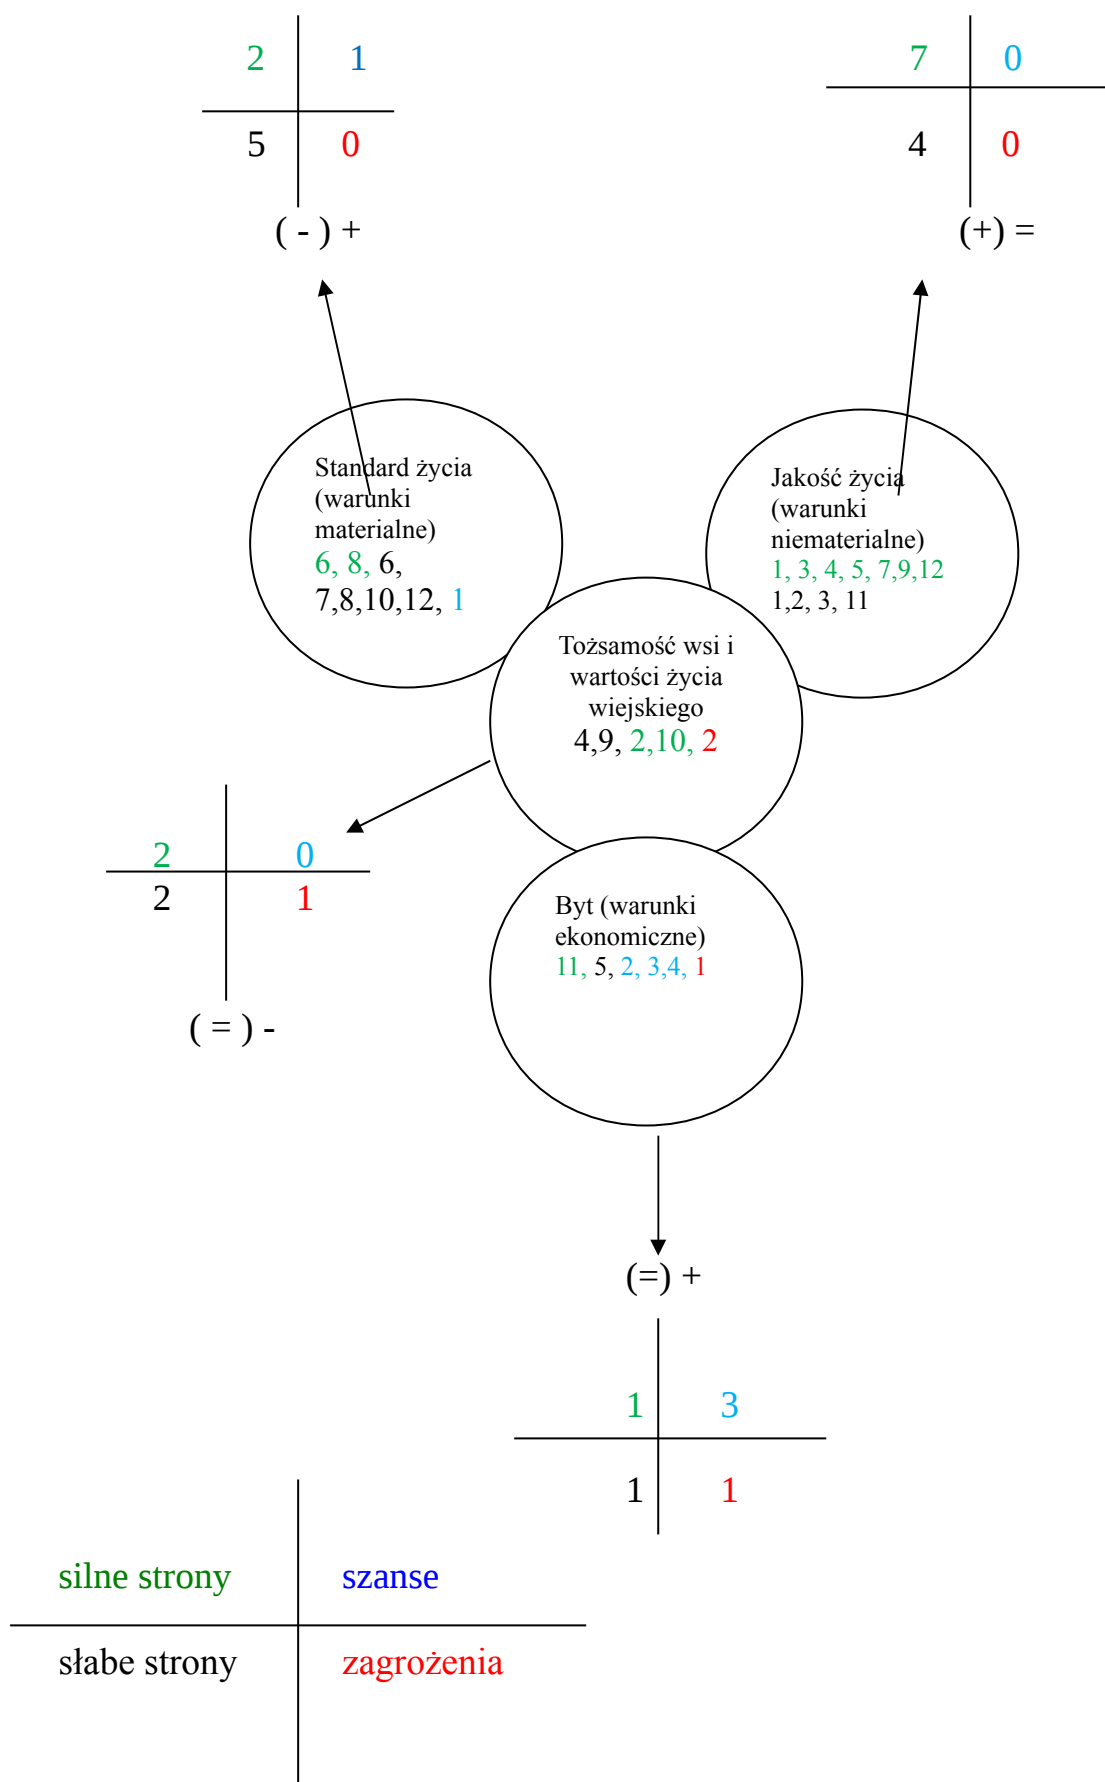 2 1
5 0
( - ) +
7 0
4 0
(+) =
Standard życia
(warunki
materialne)
6, 8, 6,
7,8,10,12, 1
Jakość życia
(warunki
niematerialne)
1, 3, 4, 5, 7,9,12
1,2, 3, 11
Tożsamość wsi i
wartości życia
wiejskiego
4,9, 2,10, 2
2 0
2 1
( = ) -
Byt (warunki
ekonomiczne)
11, 5, 2, 3,4, 1
(=) +
1 3
1 1
silne strony szanse
słabe strony zagrożenia